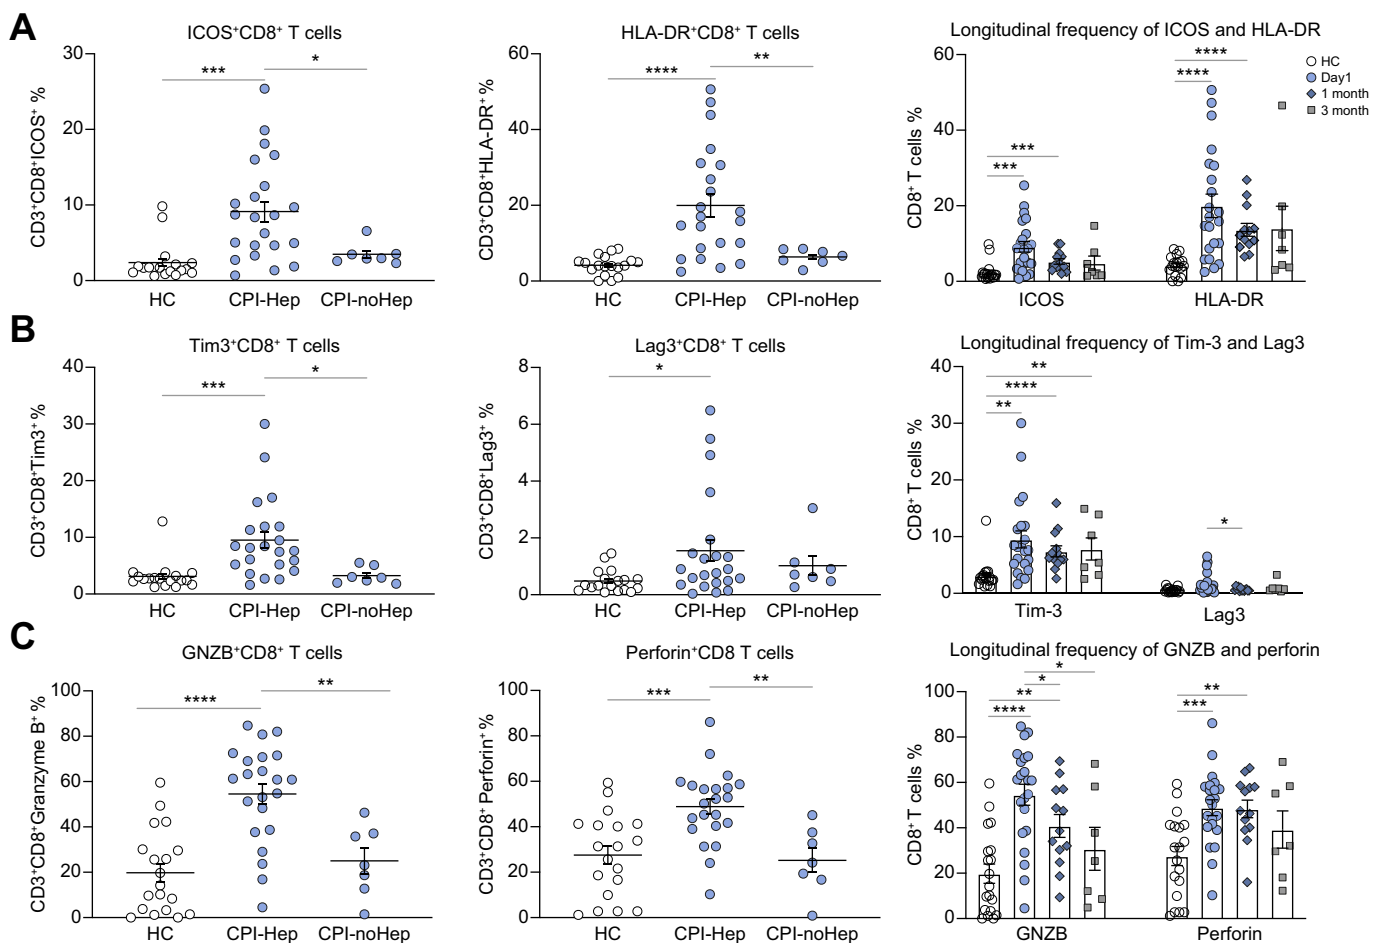 A
ICOS⁺CD8⁺ T cells
CD3⁺CD8⁺ICOS⁺ %
30
20
10
0
***
*
HC
CPI-Hep
CPI-noHep
HLA-DR⁺CD8⁺ T cells
CD3⁺CD8⁺HLA-DR⁺ %
60
40
20
0
****
**
HC
CPI-Hep
CPI-noHep
Longitudinal frequency of ICOS and HLA-DR
CD8⁺ T cells %
60
40
20
0
***
***
****
****
ICOS
HLA-DR
HC
Day1
1 month
3 month
B
Tim3⁺CD8⁺ T cells
CD3⁺CD8⁺Tim3⁺ %
40
30
20
10
0
***
*
HC
CPI-Hep
CPI-noHep
Lag3⁺CD8⁺ T cells
CD3⁺CD8⁺Lag3⁺ %
8
6
4
2
0
*
HC
CPI-Hep
CPI-noHep
Longitudinal frequency of Tim-3 and Lag3
CD8⁺ T cells %
40
30
20
10
0
**
****
**
*
Tim-3
Lag3
C
GNZB⁺CD8⁺ T cells
CD3⁺CD8⁺Granzyme B⁺ %
100
80
60
40
20
0
****
**
HC
CPI-Hep
CPI-noHep
Perforin⁺CD8 T cells
CD3⁺CD8⁺ Perforin⁺ %
100
80
60
40
20
0
***
**
HC
CPI-Hep
CPI-noHep
Longitudinal frequency of GNZB and perforin
CD8⁺T cells %
100
80
60
40
20
0
*
*
**
****
**
***
GNZB
Perforin